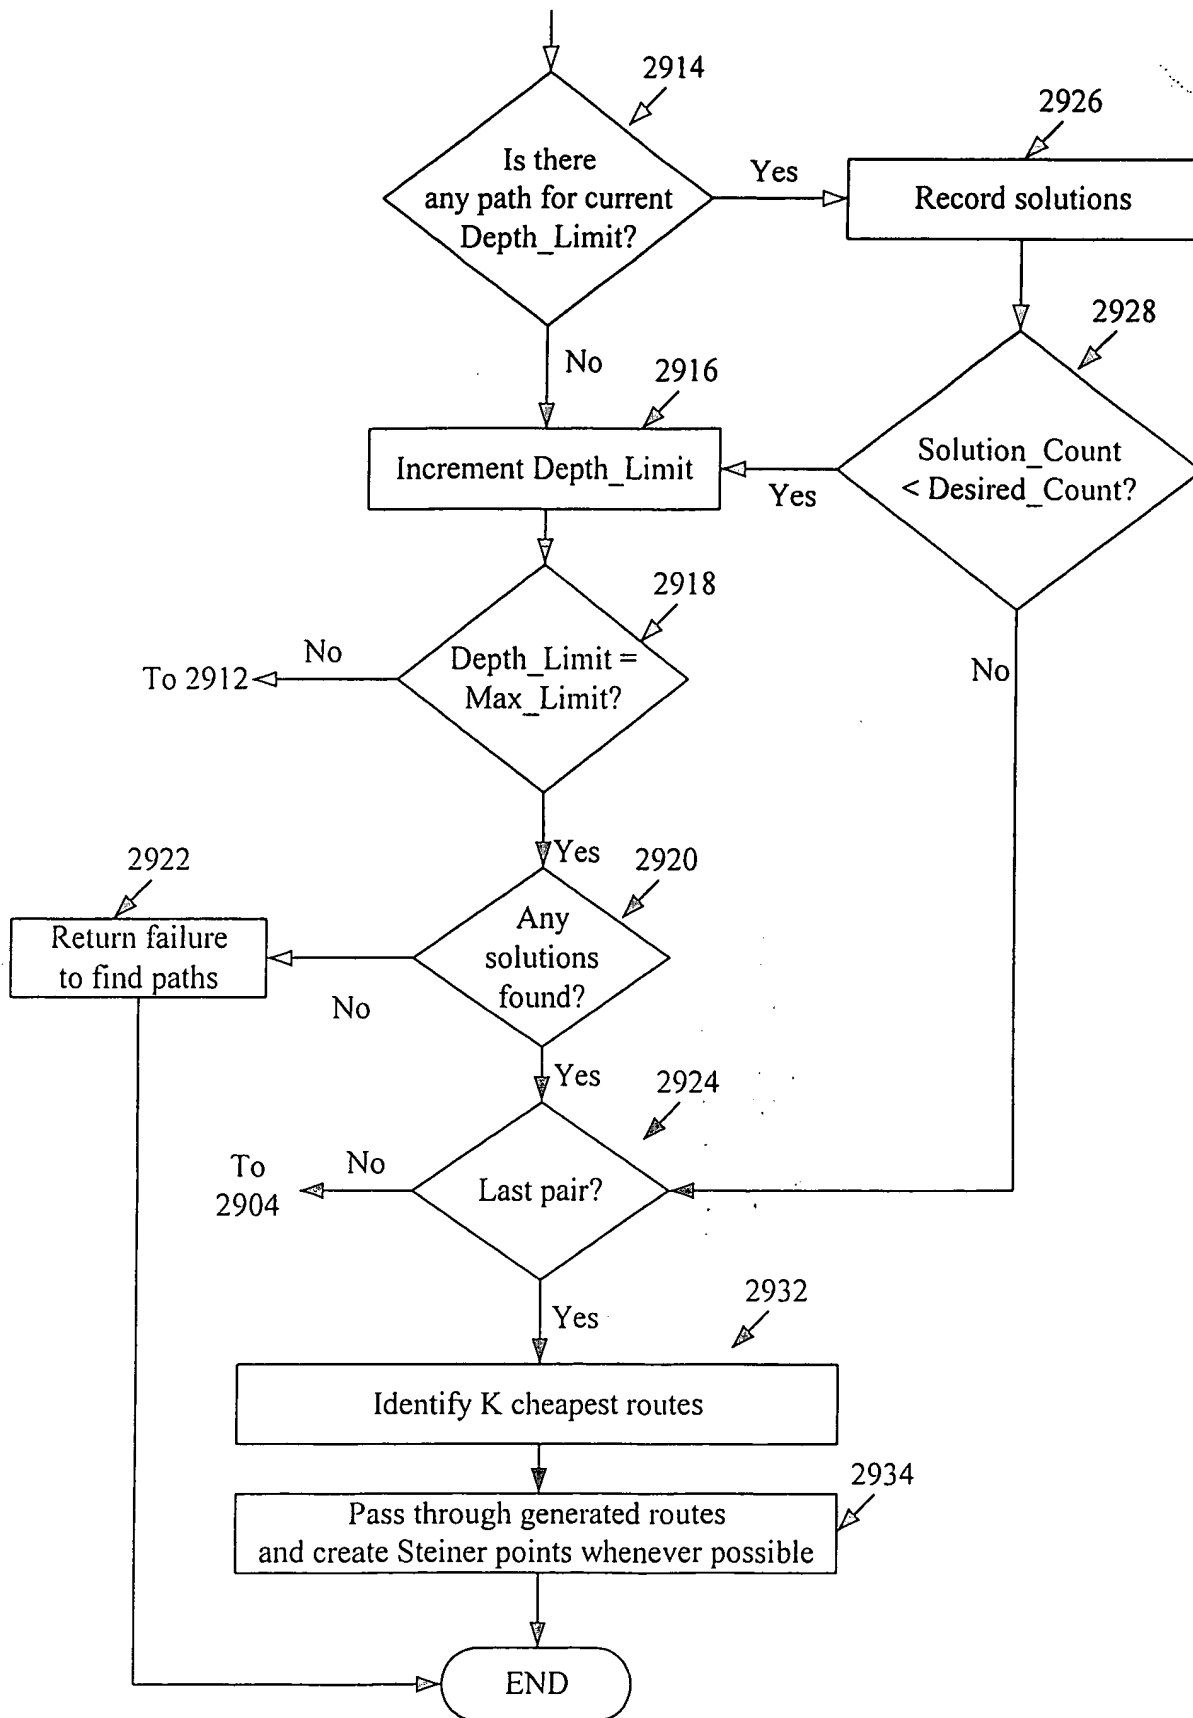 2914
Is there
any path for current
Depth_Limit?
Yes
2926
Record solutions
2928
Solution_Count
< Desired_Count?
Yes
No
No
2916
Increment Depth_Limit
2918
Depth_Limit =
Max_Limit?
No
To 2912
Yes
2920
Any
solutions
found?
No
2922
Return failure
to find paths
Yes
2924
Last pair?
No
To
2904
Yes
2932
Identify K cheapest routes
2934
Pass through generated routes
and create Steiner points whenever possible
END